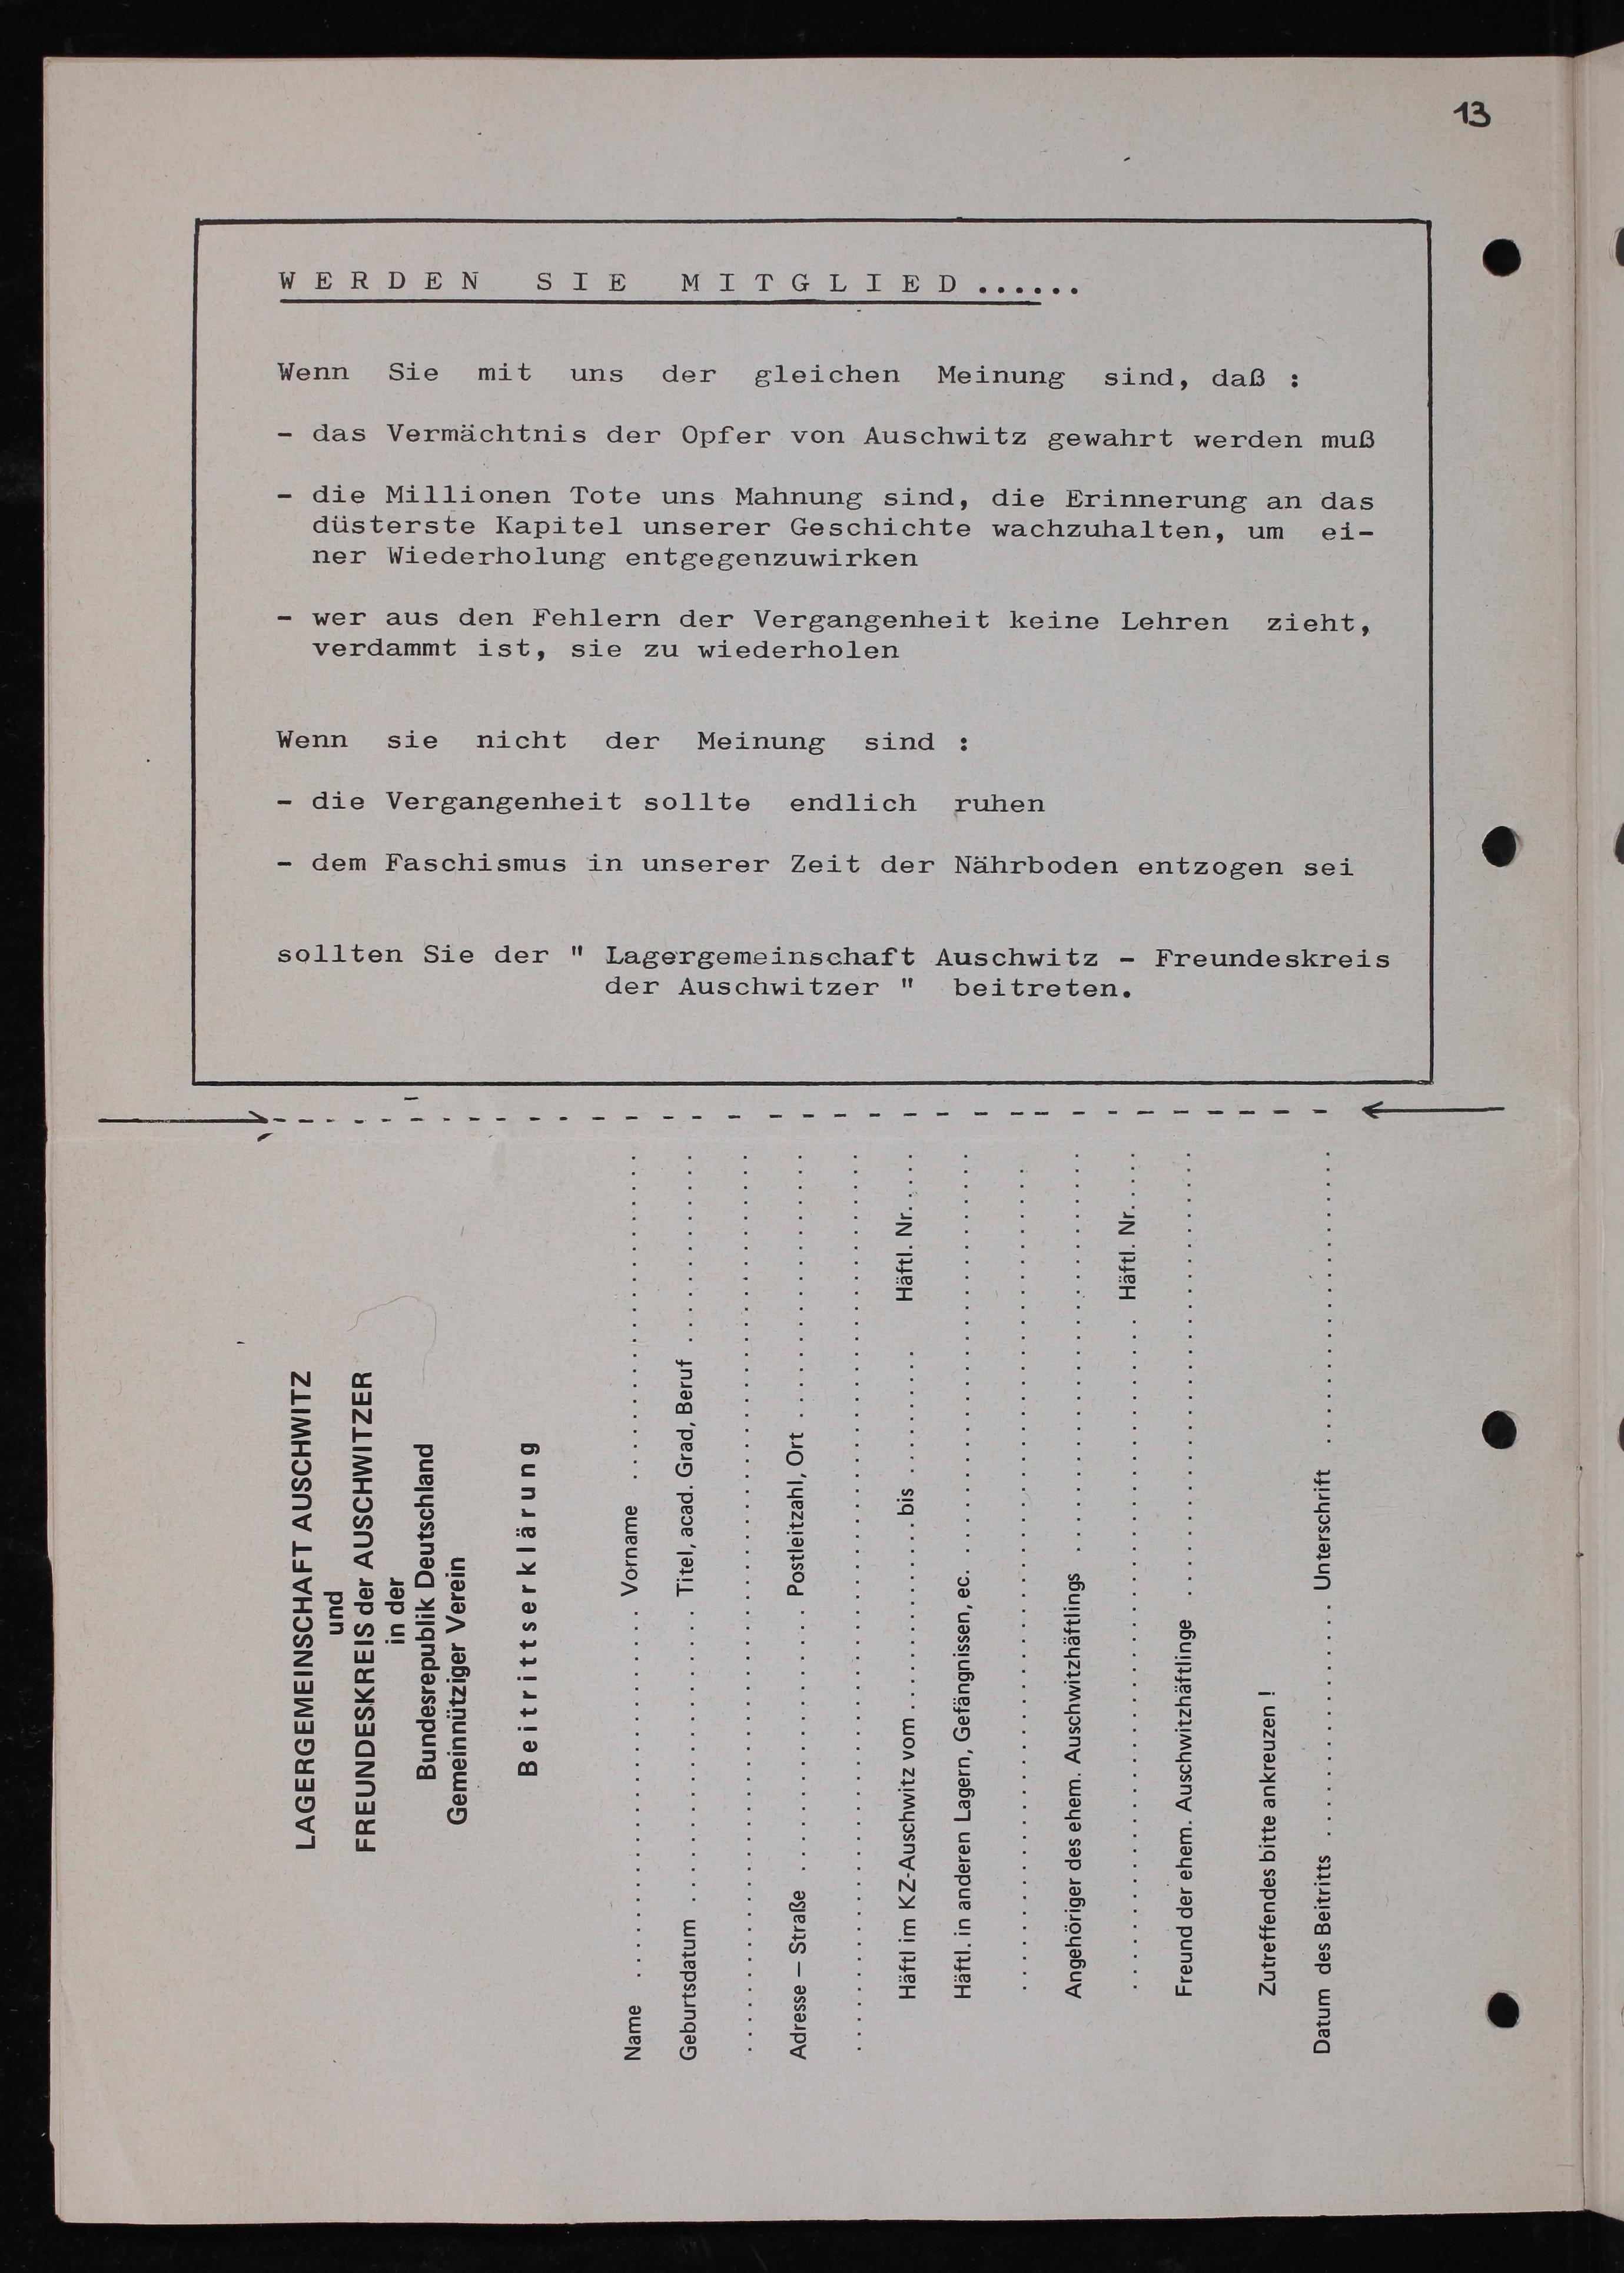 13
WERDEN SIE MITGLIED......
Wenn Sie mit uns der gleichen Meinung sind, daß :
- das Vermächtnis der Opfer von Auschwitz gewahrt werden muß
- die Millionen Tote uns Mahnung sind, die Erinnerung an das
düsterste Kapitel unserer Geschichte wachzuhalten, um ei-
ner Wiederholung entgegenzuwirken
- wer aus den Fehlern der Vergangenheit keine Lehren zieht,
verdammt ist, sie zu wiederholen
Wenn sie nicht der Meinung sind :
- die Vergangenheit sollte endlich ruhen
- dem Faschismus in unserer Zeit der Nährboden entzogen sei
sollten Sie der " Lagergemeinschaft Auschwitz - Freundeskreis
der Auschwitzer " beitreten.
LAGERGEMEINSCHAFT AUSCHWITZ
und
FREUNDESKREIS der AUSCHWITZER
in der
Bundesrepublik Deutschland
Gemeinnütziger Verein
Beitrittserklärung
Name ........ Vorname ........
Geburtsdatum ........ Titel, acad. Grad, Beruf ........
Adresse – Straße ........ Postleitzahl, Ort ........
Häftl im KZ-Auschwitz vom ........ bis ........ Häftl. Nr. ....
Häftl. in anderen Lagern, Gefängnissen, ec. ........
Angehöriger des ehem. Auschwitzhäftlings ........
........ Häftl. Nr. ....
Freund der ehem. Auschwitzhäftlinge ........
Zutreffendes bitte ankreuzen !
Datum des Beitritts ........ Unterschrift ........